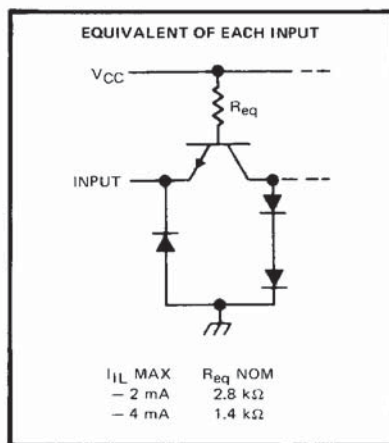 EQUIVALENT OF EACH INPUT
VCC
Req
INPUT
IIL MAX Req NOM
− 2 mA 2.8 kΩ
− 4 mA 1.4 kΩ